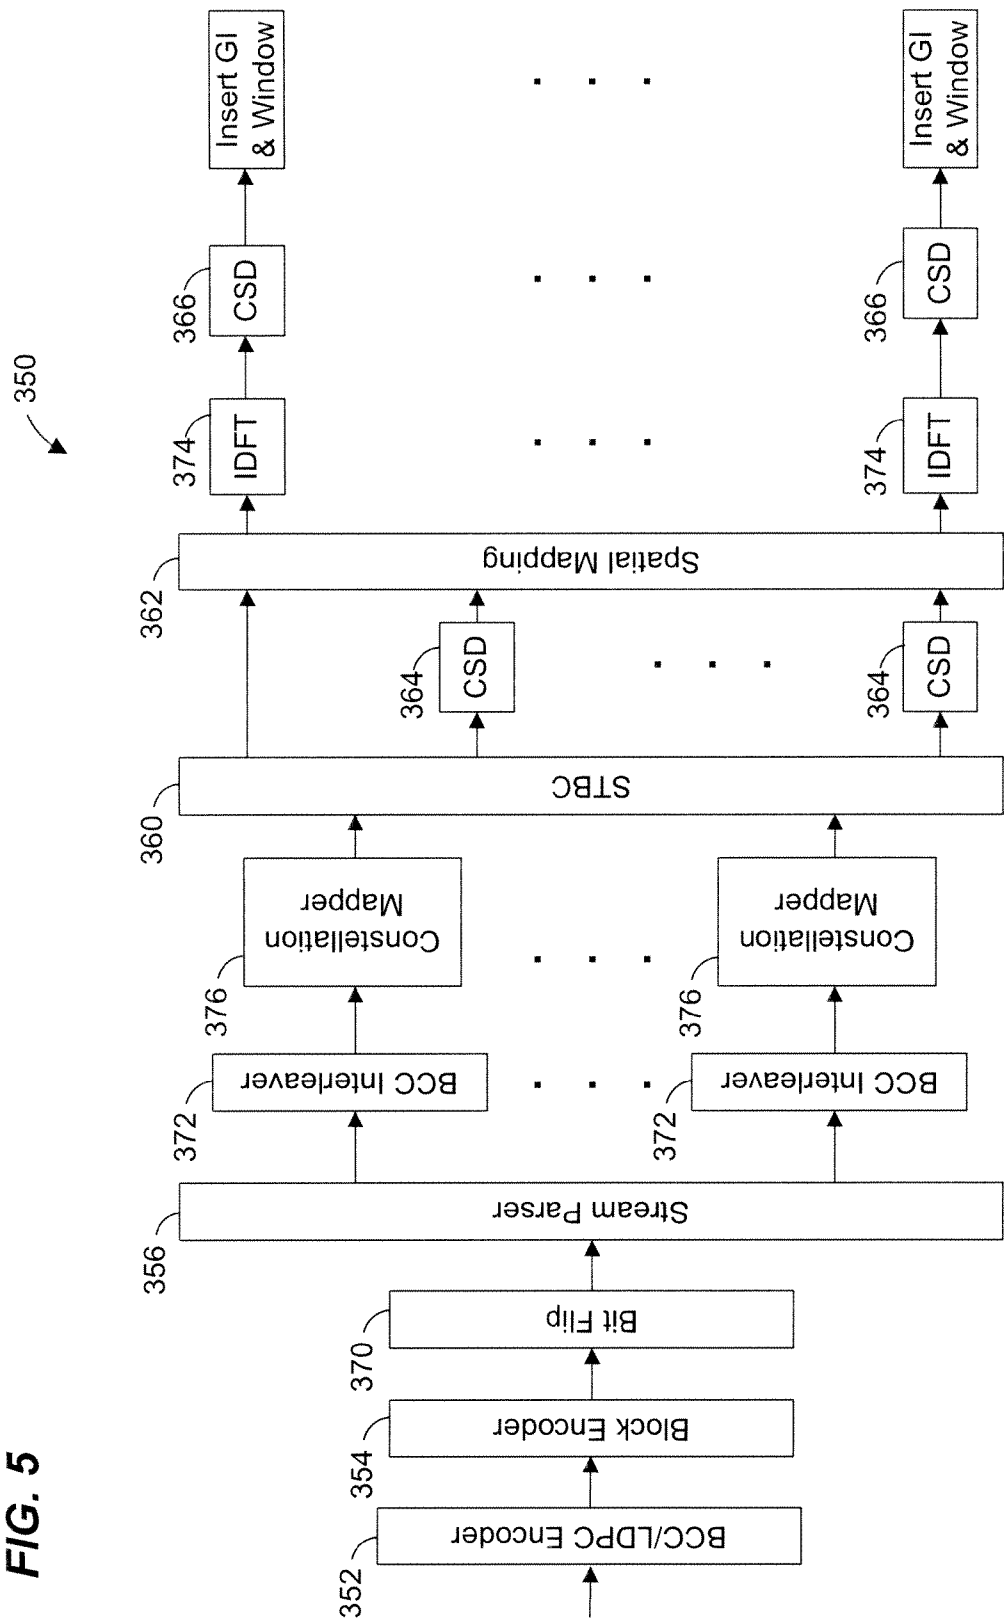 FIG. 5
350
352
BCC/LDPC Encoder
354
Block Encoder
370
Bit Flip
356
Stream Parser
372
BCC Interleaver
376
Constellation
Mapper
372
BCC Interleaver
376
Constellation
Mapper
360
STBC
364
CSD
364
CSD
362
Spatial Mapping
374
IDFT
366
CSD
Insert GI
& Window
374
IDFT
366
CSD
Insert GI
& Window